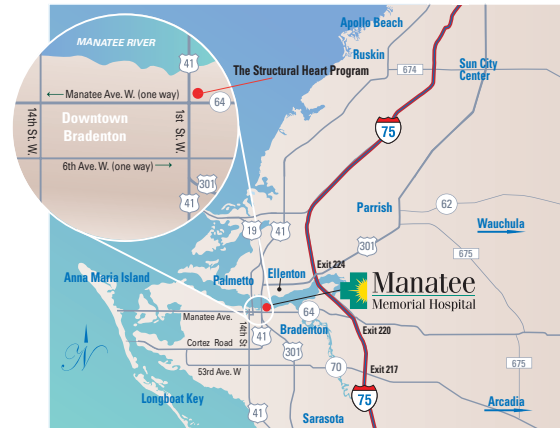 Apollo Beach
MANATEE RIVER
Ruskin
41
The Structural Heart Program
674
Sun City
Center
← Manatee Ave. W. (one way)
64
75
14th St. W.
Downtown
Bradenton
1st. St. W.
6th Ave. W. (one way) →
301
41
Parrish
62
Wauchula
19
41
301
675
Exit 224
Anna Maria Island
Palmetto
Ellenton
Manatee
Memorial Hospital
Manatee Ave.
64
14th St
Bradenton
Exit 220
N
Cortez Road
41
301
53rd Ave. W
70
Exit 217
675
Longboat Key
75
Arcadia
41
Sarasota